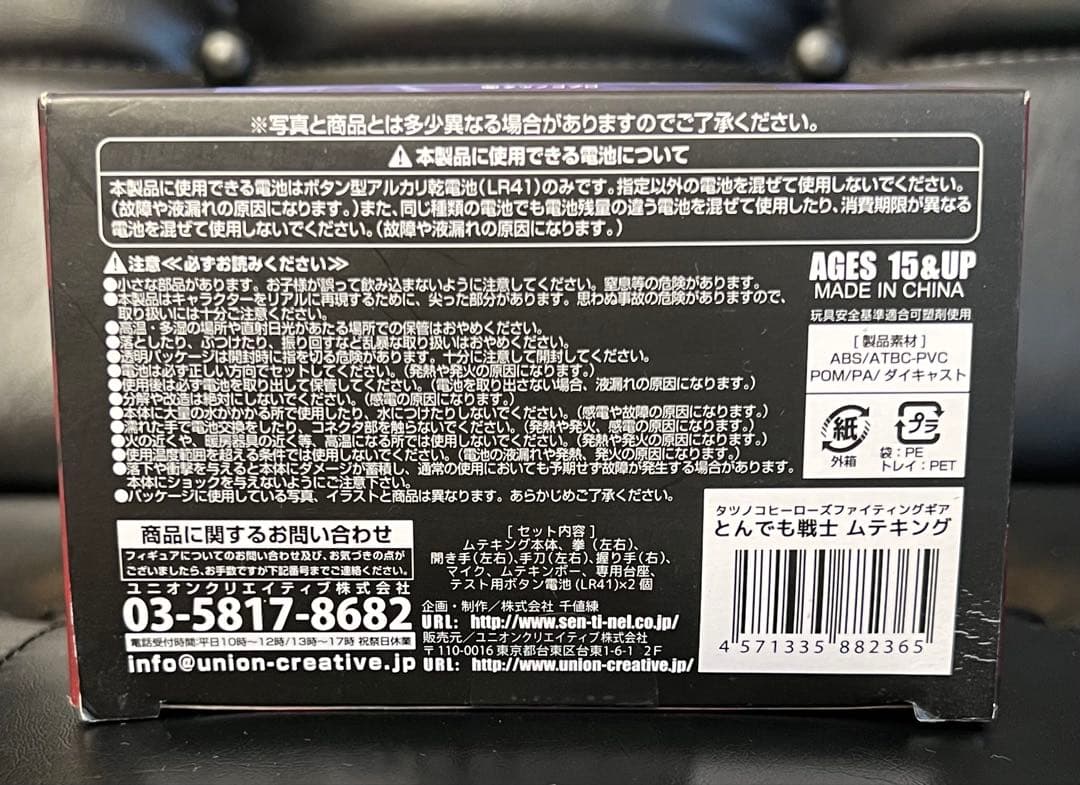 ※写真と商品とは多少異なる場合がありますのでご了承ください。
⚠本製品に使用できる電池について
本製品に使用できる電池はボタン型アルカリ乾電池(LR41)のみです。指定以外の電池を混ぜて使用しないでください。
(故障や液漏れの原因になります。)また、同じ種類の電池でも電池残量の違う電池を混ぜて使用したり、消費期限が異なる
電池を混ぜて使用しないでください。(故障や液漏れの原因になります。)
⚠注意≪必ずお読みください≫
●小さな部品があります。お子様が誤って飲み込まないように注意してください。窒息等の危険があります。
●本製品はキャラクターをリアルに再現するために、尖った部分があります。思わぬ事故の危険がありますので、
取り扱いには十分ご注意ください。
●高温・多湿の場所や直射日光があたる場所での保管はおやめください。
●落としたり、ぶつけたり、振り回すなど乱暴な取り扱いはおやめください。
●透明パッケージは開封時に指を切る危険があります。十分に注意して開封してください。
●電池は必ず正しい方向でセットしてください。(発熱や発火の原因になります。)
●使用後は必ず電池を取り出して保管してください。(電池を取り出さない場合、液漏れの原因になります。)
●分解や改造は絶対にしないでください。(感電の原因になります。)
●本体に大量の水がかかる所で使用したり、水につけたりしないでください。(感電や故障の原因になります。)
●濡れた手で電池交換をしたり、コネクタ部を触らないでください。(発熱や発火、感電の原因になります。)
●火の近くや、暖房器具の近く等、高温になる所では使用しないでください。(発熱や発火の原因になります。)
●使用温度範囲を超える条件では使用しないでください。(電池の液漏れや発熱、発火の原因になります。)
●落下や衝撃を与えると本体にダメージが蓄積し、通常の使用においても予期せず故障が発生する場合があります。
本体にショックを与えないようにご注意下さい。
●パッケージに使用している写真、イラストと商品は異なります。あらかじめご了承ください。
AGES 15&UP
MADE IN CHINA
玩具安全基準適合可塑剤使用
[製品素材]
ABS/ATBC-PVC
POM/PA/ダイキャスト
紙
外箱
プラ
袋:PE
トレイ:PET
商品に関するお問い合わせ
フィギュアについてのお問い合わせ及び、お気づきの点が
ございましたら、お手数ですが下記番号までご連絡ください。
ユニオンクリエイティブ株式会社
03-5817-8682
電話受付時間:平日10時～12時/13時～17時 祝祭日休業
info@union-creative.jp
[セット内容]
ムテキング本体、拳(左右)、
開き手(左右)、手刀(左右)、握り手(右)、
マイク、ムテキンボー、専用台座、
テスト用ボタン電池(LR41)×2個
企画・制作/株式会社 千値練
URL: http://www.sen-ti-nel.co.jp/
販売元/ユニオンクリエイティブ株式会社
〒110-0016 東京都台東区台東1-6-1 2F
URL: http://www.union-creative.jp/
タツノコヒーローズファイティングギア
とんでも戦士 ムテキング
4 571335 882365